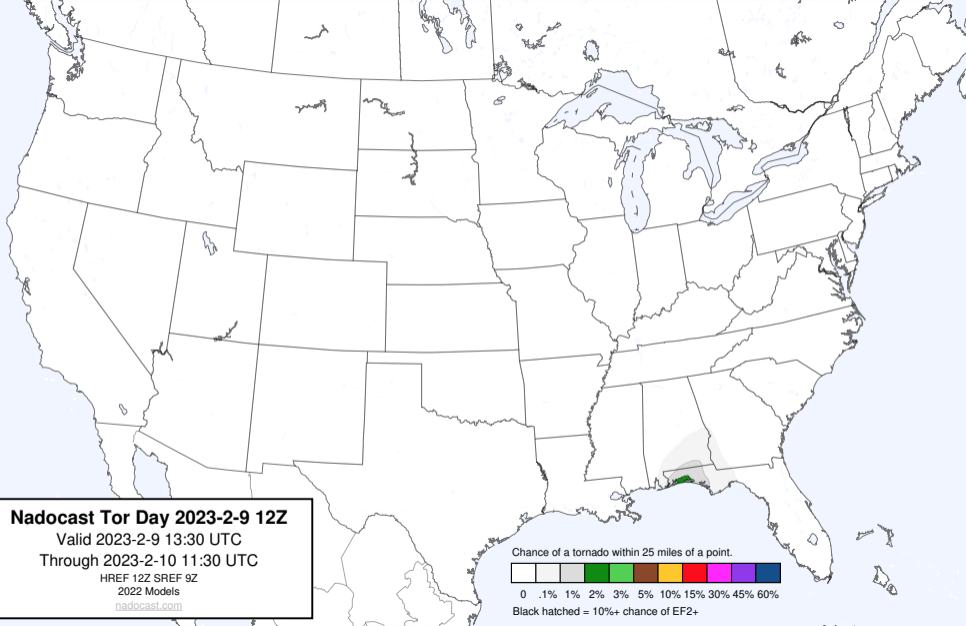 Nadocast Tor Day 2023-2-9 12Z
Valid 2023-2-9 13:30 UTC
Through 2023-2-10 11:30 UTC
HREF 12Z SREF 9Z
2022 Models
nadocast.com
Chance of a tornado within 25 miles of a point.
0 .1% 1% 2% 3% 5% 10% 15% 30% 45% 60%
Black hatched = 10%+ chance of EF2+